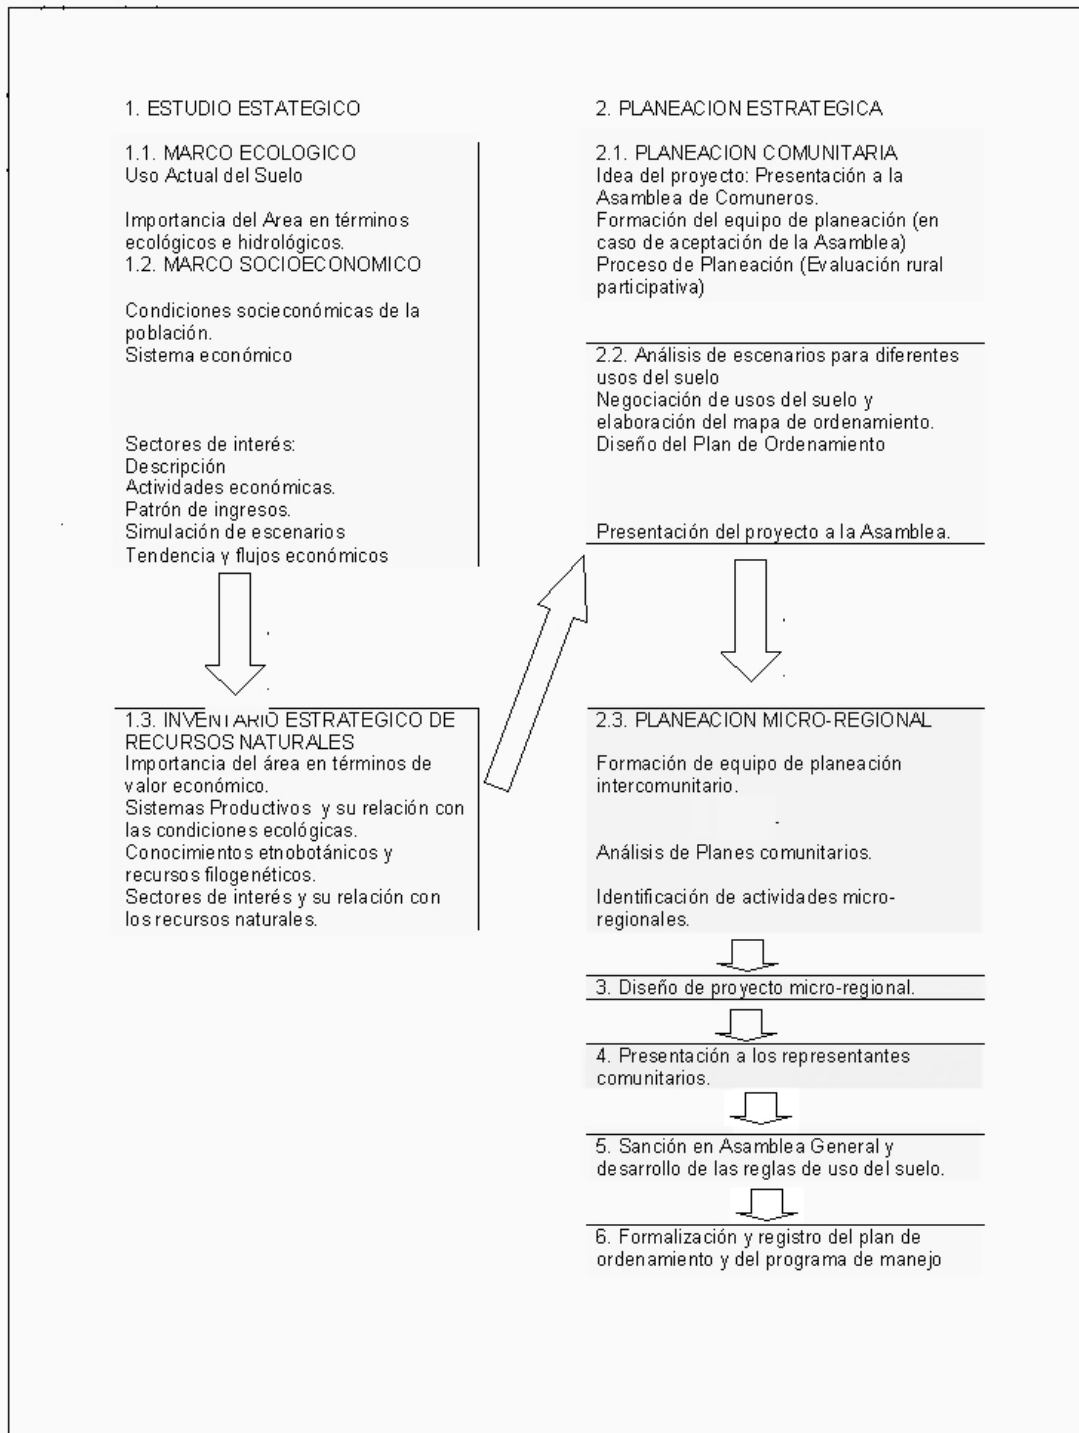 1. ESTUDIO ESTATEGICO
1.1. MARCO ECOLOGICO
Uso Actual del Suelo
Importancia del Area en términos
ecológicos e hidrológicos.
1.2. MARCO SOCIOECONOMICO
Condiciones socieconómicas de la
población.
Sistema económico
Sectores de interés:
Descripción
Actividades económicas.
Patrón de ingresos.
Simulación de escenarios
Tendencia y flujos económicos
1.3. INVENTARIO ESTRATEGICO DE
RECURSOS NATURALES
Importancia del área en términos de
valor económico.
Sistemas Productivos y su relación con
las condiciones ecológicas.
Conocimientos etnobotánicos y
recursos filogenéticos.
Sectores de interés y su relación con
los recursos naturales.
2. PLANEACION ESTRATEGICA
2.1. PLANEACION COMUNITARIA
Idea del proyecto: Presentación a la
Asamblea de Comuneros.
Formación del equipo de planeación (en
caso de aceptación de la Asamblea)
Proceso de Planeación (Evaluación rural
participativa)
2.2. Análisis de escenarios para diferentes
usos del suelo
Negociación de usos del suelo y
elaboración del mapa de ordenamiento.
Diseño del Plan de Ordenamiento
Presentación del proyecto a la Asamblea.
2.3. PLANEACION MICRO-REGIONAL
Formación de equipo de planeación
intercomunitario.
Análisis de Planes comunitarios.
Identificación de actividades micro-
regionales.
3. Diseño de proyecto micro-regional.
4. Presentación a los representantes
comunitarios.
5. Sanción en Asamblea General y
desarrollo de las reglas de uso del suelo.
6. Formalización y registro del plan de
ordenamiento y del programa de manejo